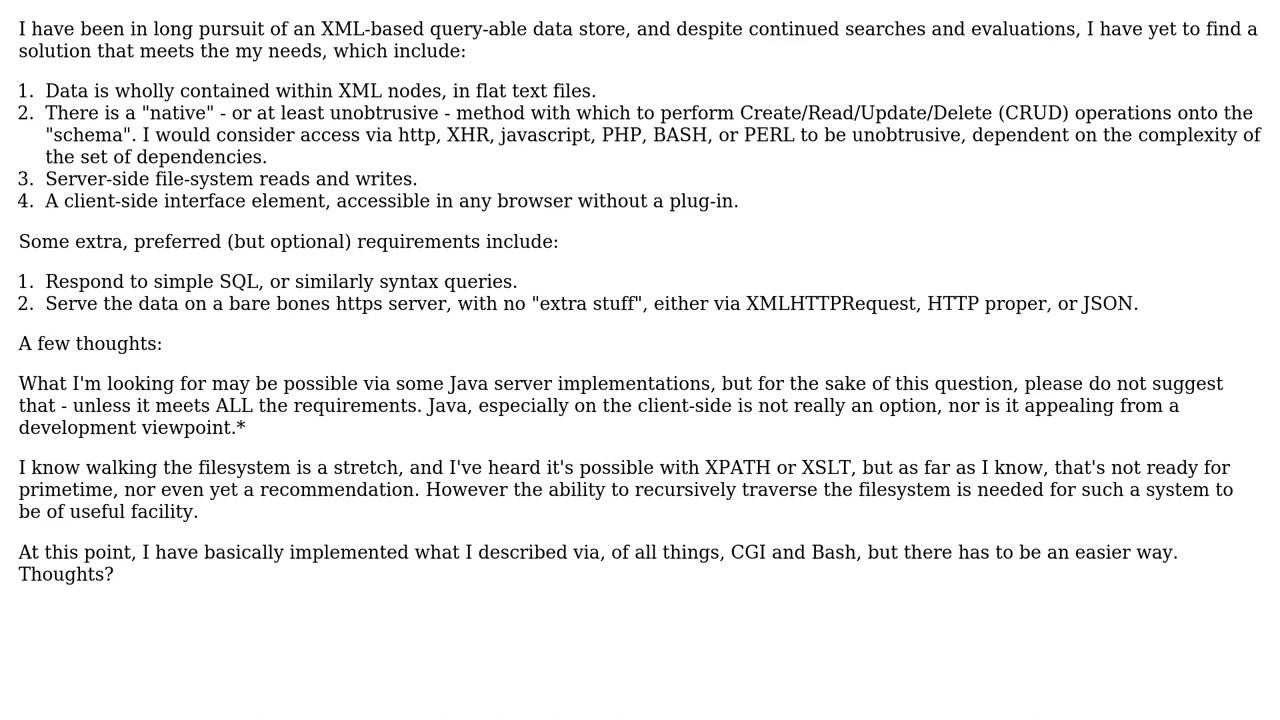 I have been in long pursuit of an XML-based query-able data store, and despite continued searches and evaluations, I have yet to find a
solution that meets the my needs, which include:
1. Data is wholly contained within XML nodes, in flat text files.
2. There is a "native" - or at least unobtrusive - method with which to perform Create/Read/Update/Delete (CRUD) operations onto the
"schema". I would consider access via http, XHR, javascript, PHP, BASH, or PERL to be unobtrusive, dependent on the complexity of
the set of dependencies.
3. Server-side file-system reads and writes.
4. A client-side interface element, accessible in any browser without a plug-in.
Some extra, preferred (but optional) requirements include:
1. Respond to simple SQL, or similarly syntax queries.
2. Serve the data on a bare bones https server, with no "extra stuff", either via XMLHTTPRequest, HTTP proper, or JSON.
A few thoughts:
What I'm looking for may be possible via some Java server implementations, but for the sake of this question, please do not suggest
that - unless it meets ALL the requirements. Java, especially on the client-side is not really an option, nor is it appealing from a
development viewpoint.*
I know walking the filesystem is a stretch, and I've heard it's possible with XPATH or XSLT, but as far as I know, that's not ready for
primetime, nor even yet a recommendation. However the ability to recursively traverse the filesystem is needed for such a system to
be of useful facility.
At this point, I have basically implemented what I described via, of all things, CGI and Bash, but there has to be an easier way.
Thoughts?